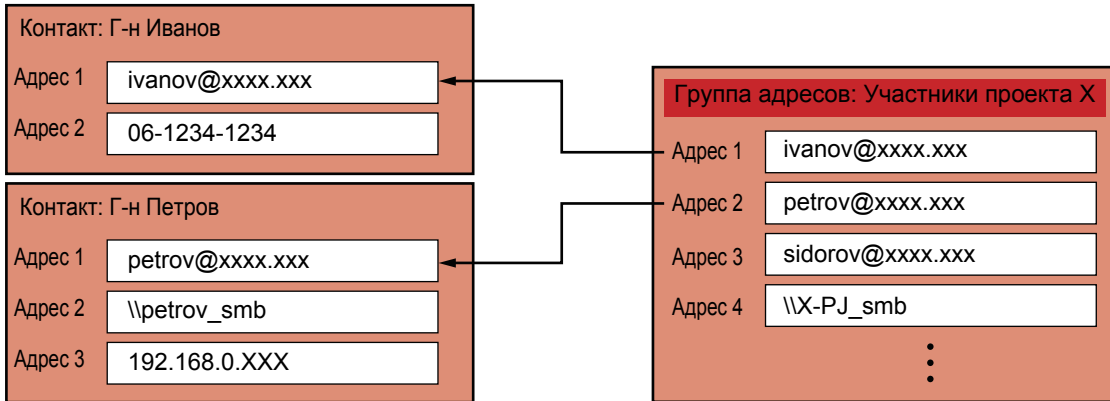 Контакт: Г-н Иванов
Адрес 1 ivanov@xxxx.xxx
Адрес 2 06-1234-1234
Контакт: Г-н Петров
Адрес 1 petrov@xxxx.xxx
Адрес 2 \\petrov_smb
Адрес 3 192.168.0.XXX
Группа адресов: Участники проекта X
Адрес 1 ivanov@xxxx.xxx
Адрес 2 petrov@xxxx.xxx
Адрес 3 sidorov@xxxx.xxx
Адрес 4 \\X-PJ_smb